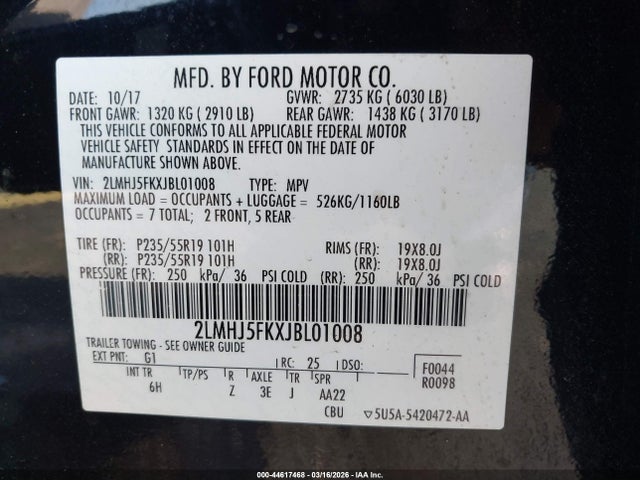 MFD. BY FORD MOTOR CO.
DATE: 10/17 GVWR: 2735 KG ( 6030 LB)
FRONT GAWR: 1320 KG ( 2910 LB) REAR GAWR: 1438 KG ( 3170 LB)
THIS VEHICLE CONFORMS TO ALL APPLICABLE FEDERAL MOTOR
VEHICLE SAFETY STANDARDS IN EFFECT ON THE DATE OF
MANUFACTURE SHOWN ABOVE.
VIN: 2LMHJ5FKXJBL01008 TYPE: MPV
MAXIMUM LOAD = OCCUPANTS + LUGGAGE = 526KG/1160LB
OCCUPANTS = 7 TOTAL; 2 FRONT, 5 REAR
TIRE (FR): P235/55R19 101H RIMS (FR): 19X8.0J
(RR): P235/55R19 101H (RR): 19X8.0J
PRESSURE (FR): 250 kPa/ 36 PSI COLD (RR): 250 kPa/ 36 PSI COLD
2LMHJ5FKXJBL01008
TRAILER TOWING - SEE OWNER GUIDE
EXT PNT: G1 RC: 25 DSO: F0044
INT TR TP/PS R AXLE TR SPR R0098
6H Z 3E J AA22
CBU ▽5U5A-5420472-AA
000-44617468 - 03/16/2026 - IAA Inc.